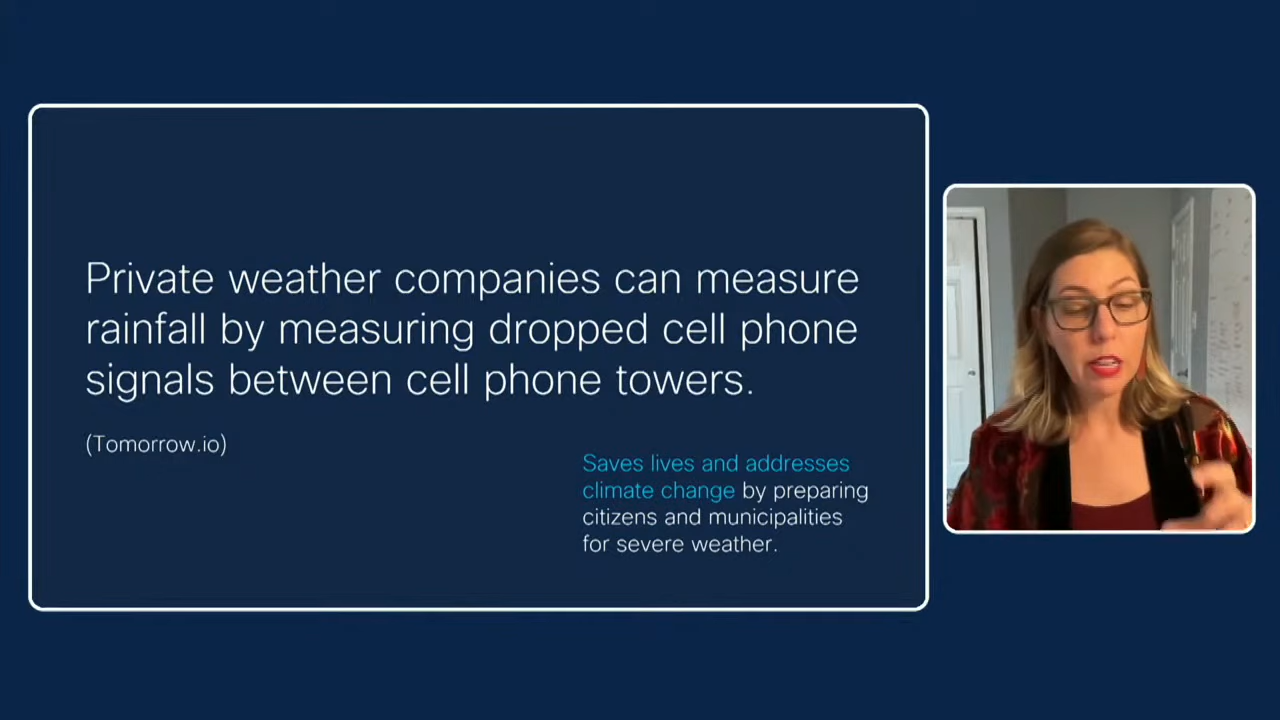 Private weather companies can measure
rainfall by measuring dropped cell phone
signals between cell phone towers.
(Tomorrow.io)
Saves lives and addresses
climate change by preparing
citizens and municipalities
for severe weather.